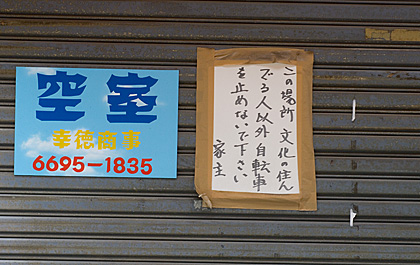 空室
幸徳商事
6695-1835
この場所 文化の住ん
でる人以外自転車
を止めないで下さい
家主